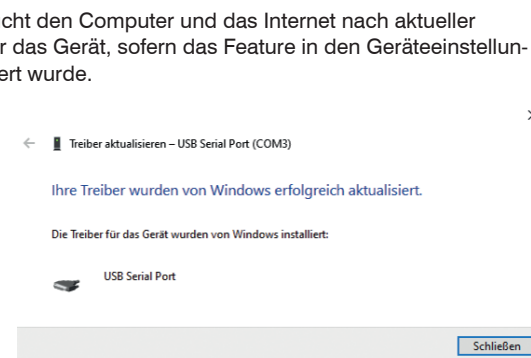 cht den Computer und das Internet nach aktueller
r das Gerät, sofern das Feature in den Geräteeinstellun-
ert wurde.
Treiber aktualisieren – USB Serial Port (COM3)
Ihre Treiber wurden von Windows erfolgreich aktualisiert.
Die Treiber für das Gerät wurden von Windows installiert:
USB Serial Port
Schließen